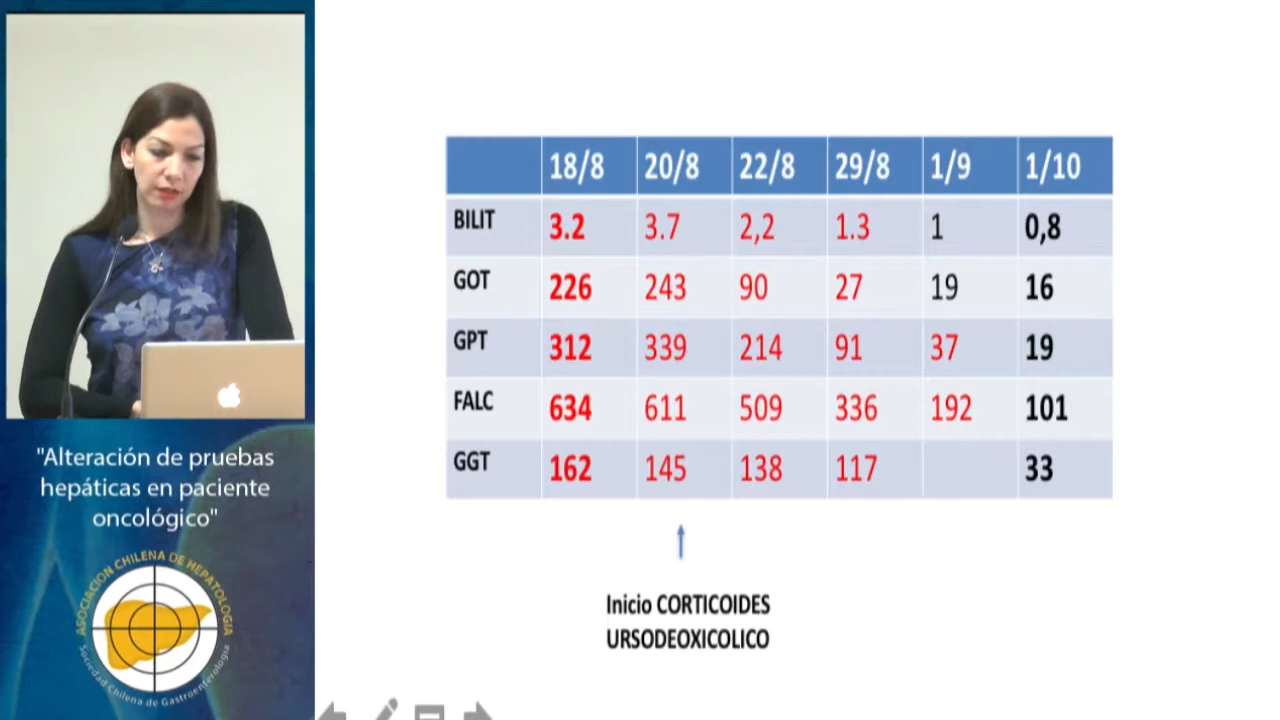 18/8 20/8 22/8 29/8 1/9 1/10
BILIT 3.2 3.7 2,2 1.3 1 0,8
GOT 226 243 90 27 19 16
GPT 312 339 214 91 37 19
FALC 634 611 509 336 192 101
GGT 162 145 138 117 33
Inicio CORTICOIDES
URSODEOXICOLICO
"Alteración de pruebas
hepáticas en paciente
oncológico"
ASOCIACION CHILENA DE HEPATOLOGIA
Sociedad Chilena de Gastroenterología